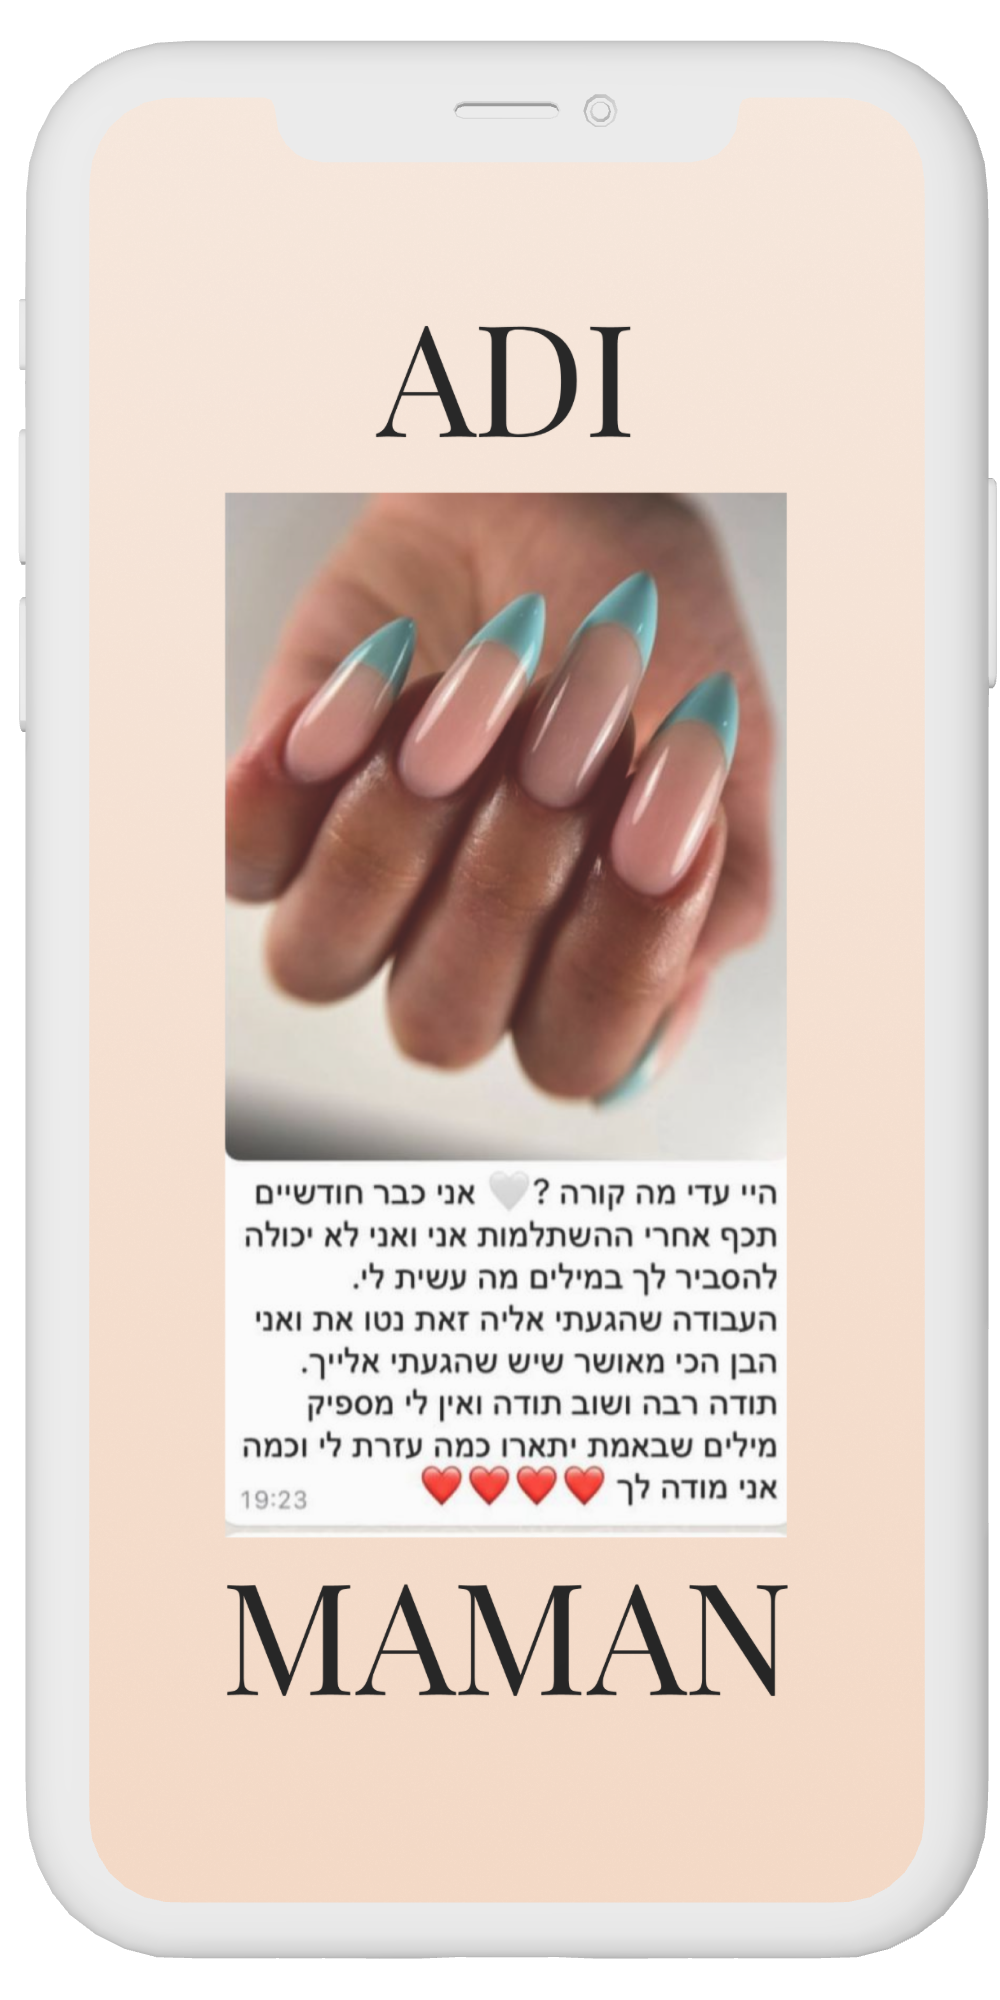 ADI
היי עדי מה קורה ?🤍 אני כבר חודשיים
תכף אחרי ההשתלמות אני ואני לא יכולה
להסביר לך במילים מה עשית לי.
העבודה שהגעתי אליה זאת נטו את ואני
הבן הכי מאושר שיש שהגעתי אלייך.
תודה רבה ושוב תודה ואין לי מספיק
מילים שבאמת יתארו כמה עזרת לי וכמה
אני מודה לך ❤️❤️❤️❤️
19:23
MAMAN